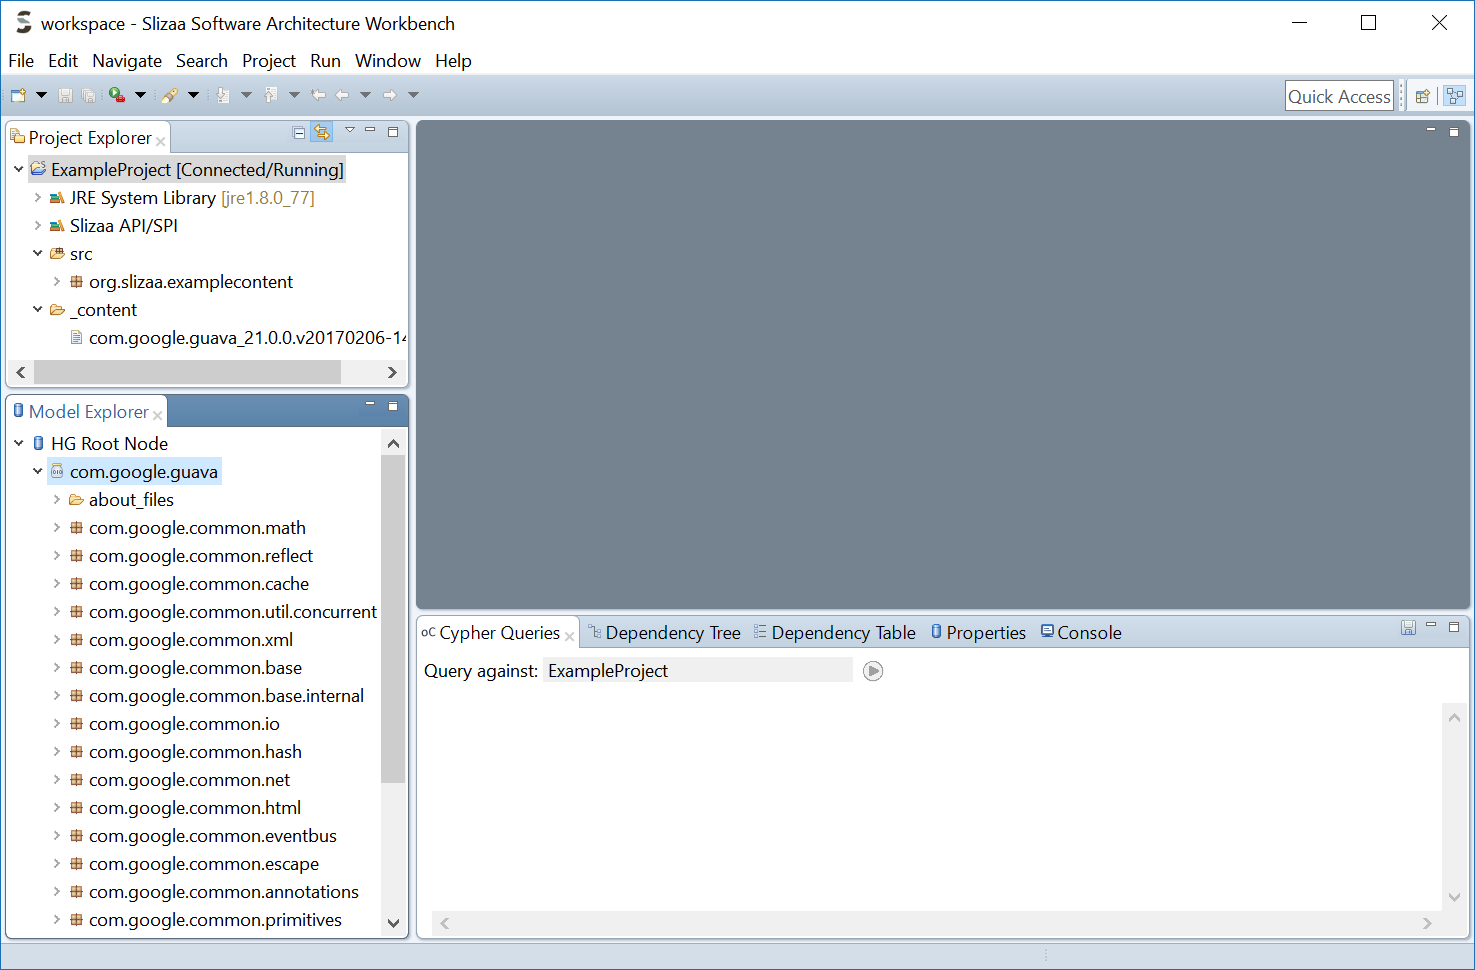 workspace - Slizaa Software Architecture Workbench
File Edit Navigate Search Project Run Window Help
Quick Access
Project Explorer
ExampleProject [Connected/Running]
JRE System Library [jre1.8.0_77]
Slizaa API/SPI
src
org.slizaa.examplecontent
_content
com.google.guava_21.0.0.v20170206-14
Model Explorer
HG Root Node
com.google.guava
about_files
com.google.common.math
com.google.common.reflect
com.google.common.cache
com.google.common.util.concurrent
com.google.common.xml
com.google.common.base
com.google.common.base.internal
com.google.common.io
com.google.common.hash
com.google.common.net
com.google.common.html
com.google.common.eventbus
com.google.common.escape
com.google.common.annotations
com.google.common.primitives
oC Cypher Queries Dependency Tree Dependency Table Properties Console
Query against: ExampleProject